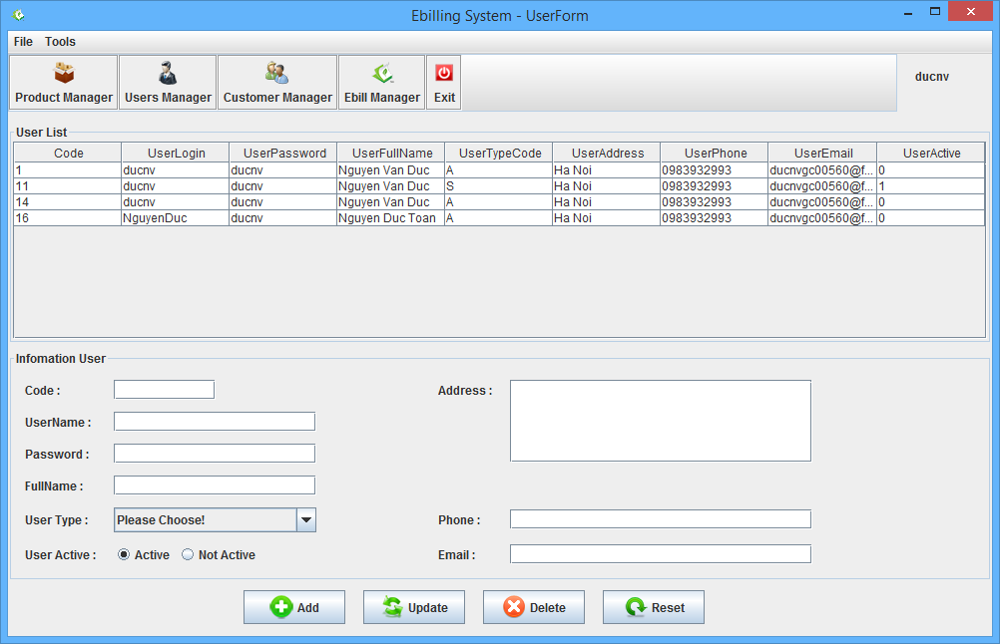 Ebilling System - UserForm
File Tools
Product Manager Users Manager Customer Manager Ebill Manager Exit ducnv
User List
Code UserLogin UserPassword UserFullName UserTypeCode UserAddress UserPhone UserEmail UserActive
1 ducnv ducnv Nguyen Van Duc A Ha Noi 0983932993 ducnvgc00560@f... 0
11 ducnv ducnv Nguyen Van Duc S Ha Noi 0983932993 ducnvgc00560@f... 1
14 ducnv ducnv Nguyen Van Duc A Ha Noi 0983932993 ducnvgc00560@f... 0
16 NguyenDuc ducnv Nguyen Duc Toan A Ha Noi 0983932993 ducnvgc00560@f... 0
Infomation User
Code : Address :
UserName :
Password :
FullName :
User Type : Please Choose! Phone :
User Active : Active Not Active Email :
Add Update Delete Reset